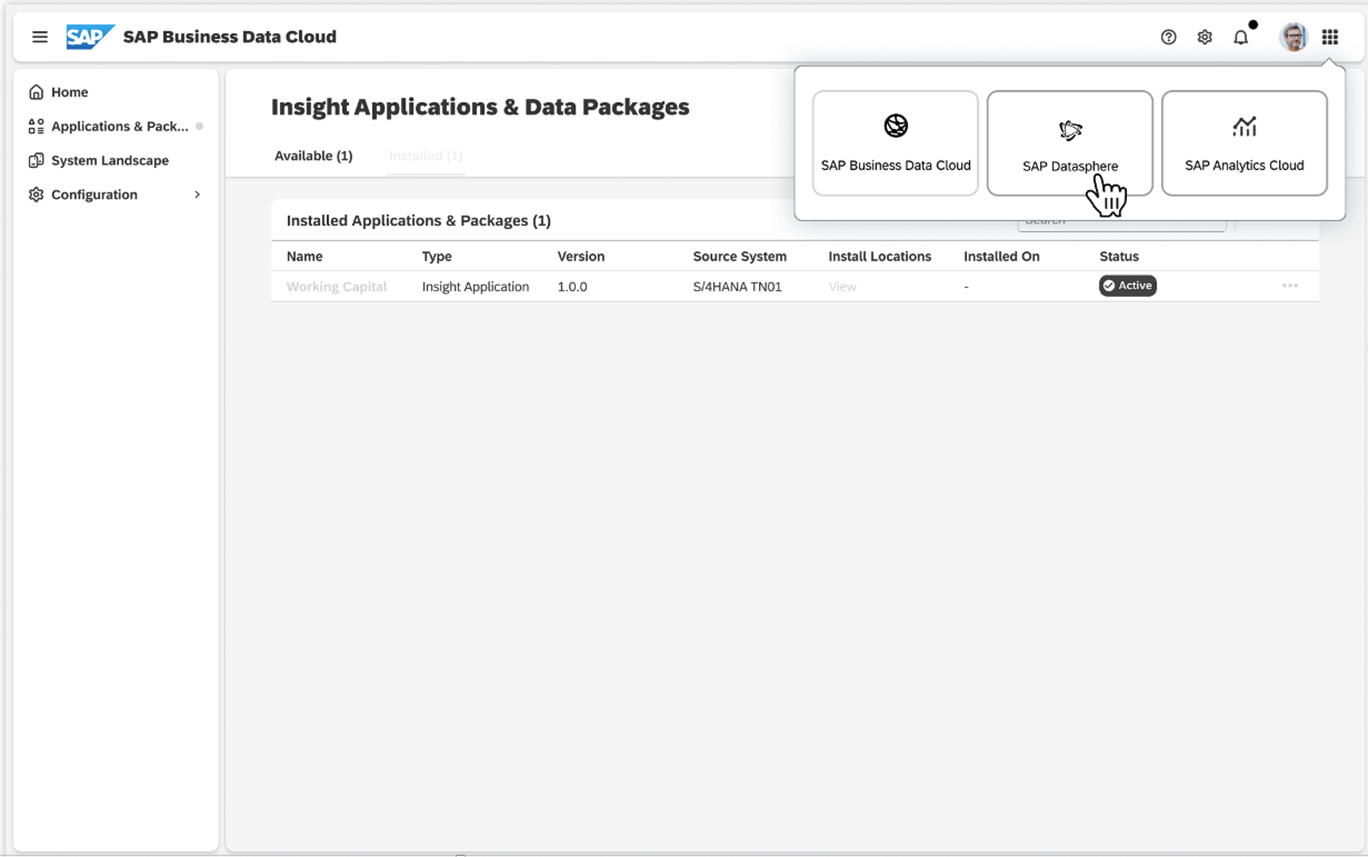 SAP SAP Business Data Cloud
Home
Applications & Pack...
System Landscape
Configuration
Insight Applications & Data Packages
Available (1) Installed (1)
SAP Business Data Cloud
SAP Datasphere
SAP Analytics Cloud
Installed Applications & Packages (1)
Search
Name Type Version Source System Install Locations Installed On Status
Working Capital Insight Application 1.0.0 S/4HANA TN01 View - Active